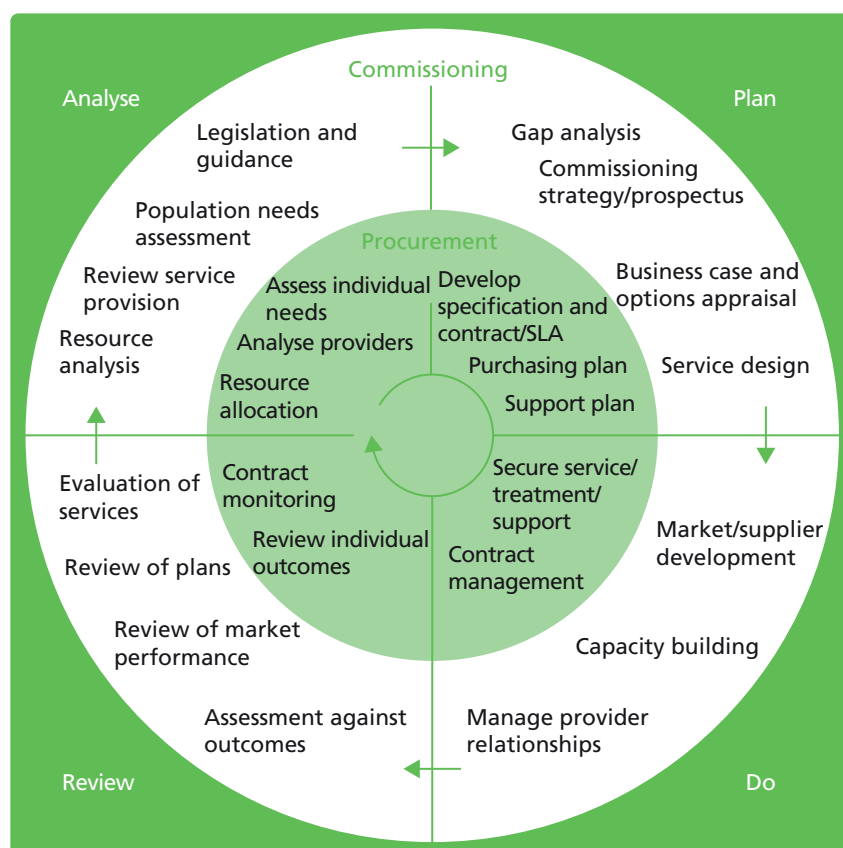 Commissioning
Analyse
Plan
Legislation and
guidance
Gap analysis
Commissioning
strategy/prospectus
Population needs
assessment
Review service
provision
Resource
analysis
Business case and
options appraisal
Service design
Procurement
Assess individual
needs
Analyse providers
Resource
allocation
Develop
specification and
contract/SLA
Purchasing plan
Support plan
Secure service/
treatment/
support
Contract
management
Contract
monitoring
Review individual
outcomes
Market/supplier
development
Capacity building
Manage provider
relationships
Evaluation of
services
Review of plans
Review of market
performance
Assessment against
outcomes
Review
Do